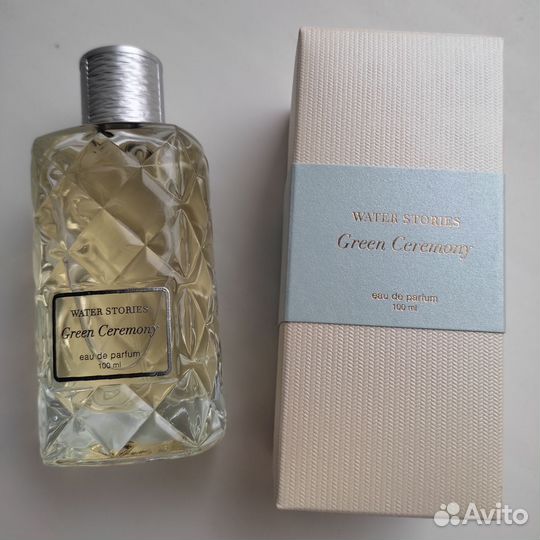 WATER STORIES
Green Ceremony
eau de parfum
100 ml
WATER STORIES
Green Ceremony
eau de parfum
100 ml
Avito